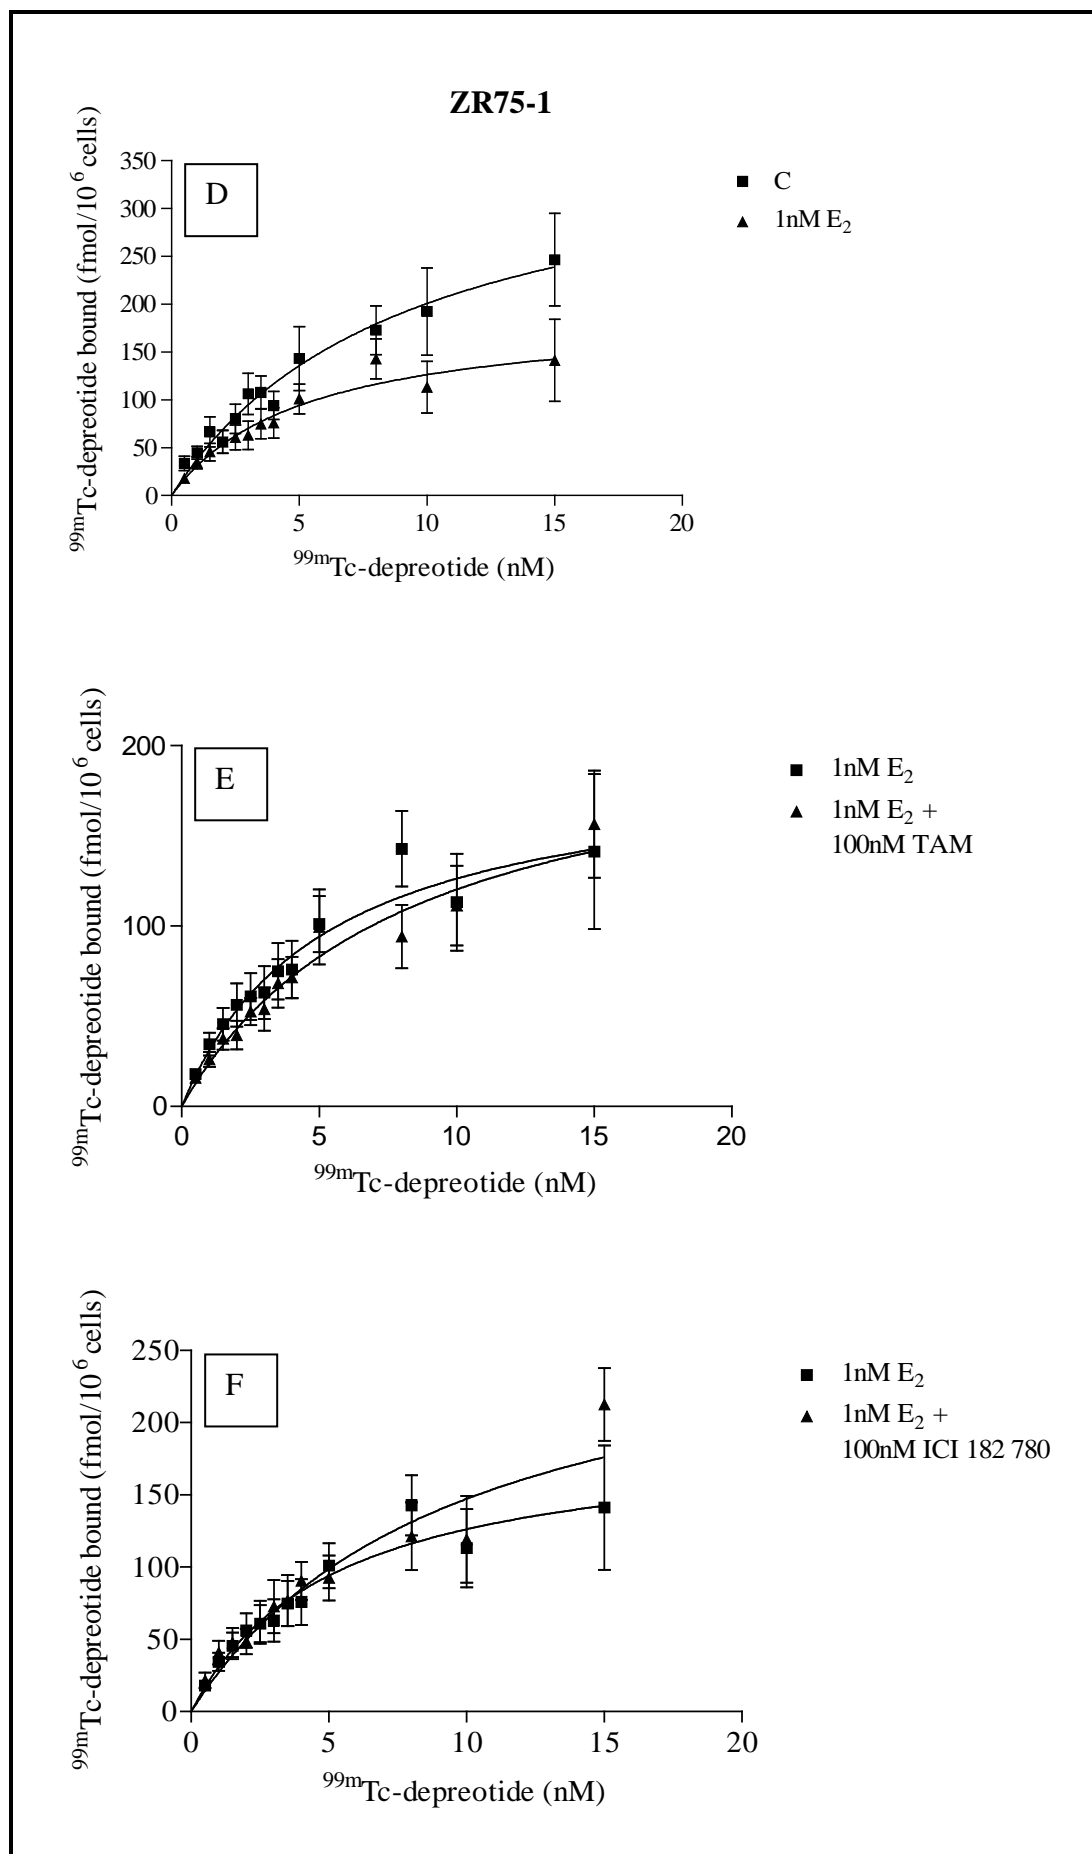 ZR75-1
99mTc-depreotide bound (fmol/10^6 cells)
350
300
250
200
150
100
50
0
D
C
1nM E2
0 5 10 15 20
99mTc-depreotide (nM)
99mTc-depreotide bound (fmol/10^6 cells)
200
100
0
E
1nM E2
1nM E2 +
100nM TAM
0 5 10 15 20
99mTc-depreotide (nM)
99mTc-depreotide bound (fmol/10^6 cells)
250
200
150
100
50
0
F
1nM E2
1nM E2 +
100nM ICI 182 780
0 5 10 15 20
99mTc-depreotide (nM)